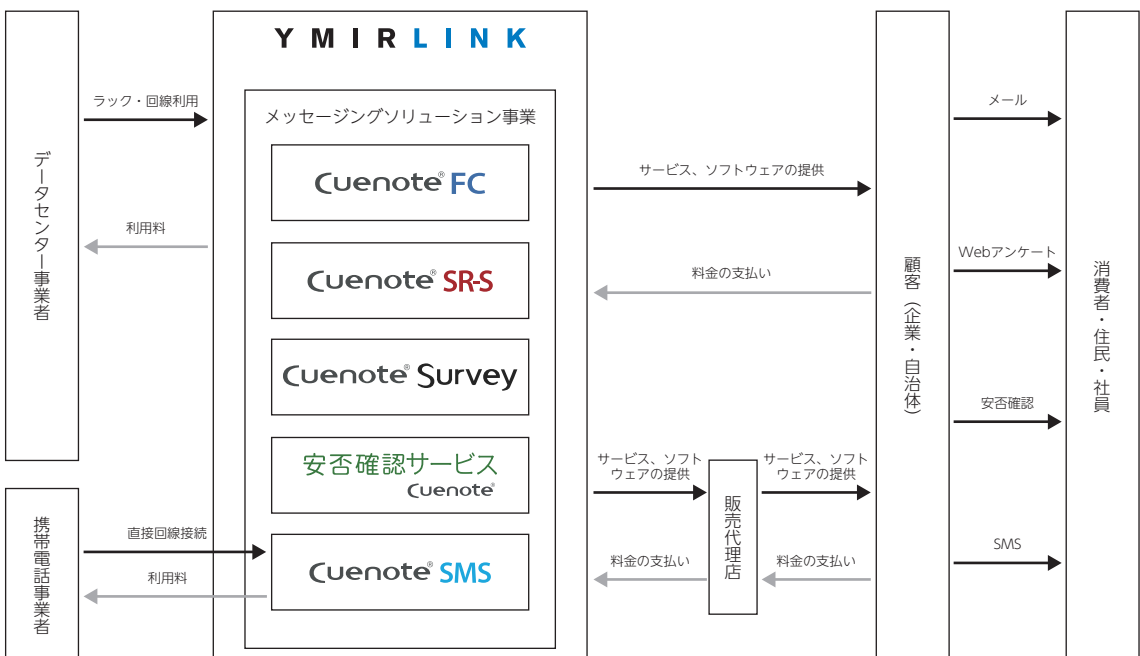 YMIRLINK
データセンター事業者
ラック・回線利用
利用料
メッセージングソリューション事業
Cuenote® FC
Cuenote® SR-S
Cuenote® Survey
安否確認サービス
Cuenote®
Cuenote® SMS
携帯電話事業者
直接回線接続
利用料
サービス、ソフトウェアの提供
料金の支払い
サービス、ソフト
ウェアの提供
料金の支払い
販売代理店
サービス、ソフト
ウェアの提供
料金の支払い
顧客（企業・自治体）
メール
Webアンケート
安否確認
SMS
消費者・住民・社員